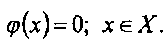 φ(x) = 0; x ∈ X.